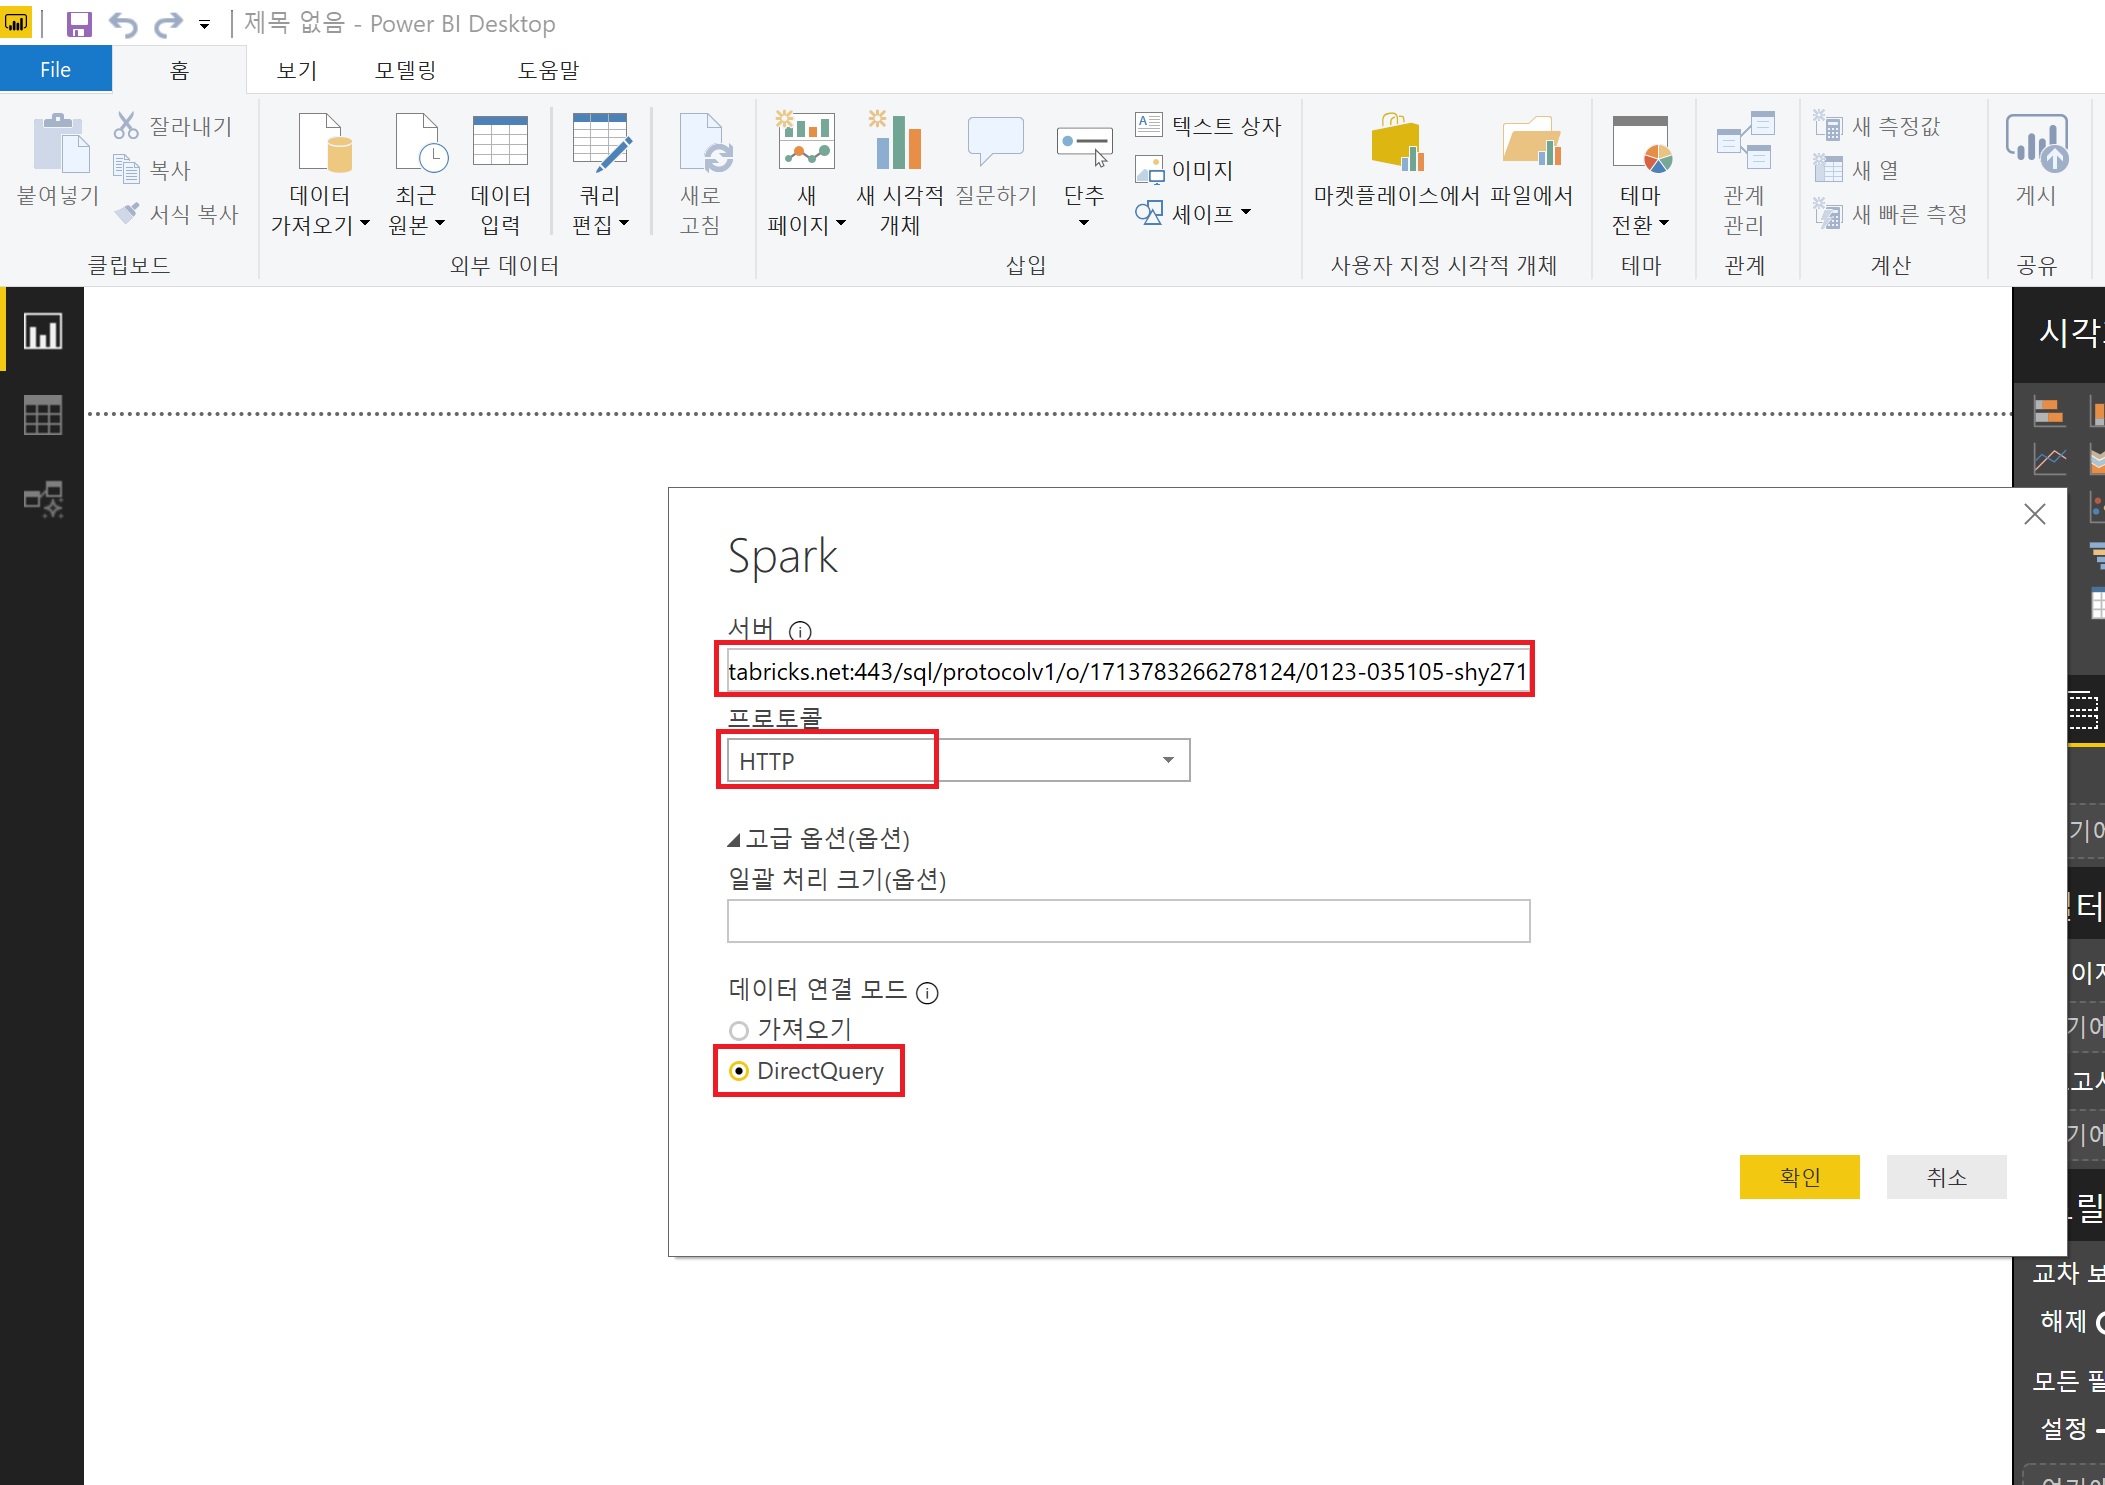 제목 없음 - Power BI Desktop
File 홈 보기 모델링 도움말
붙여넣기
잘라내기
복사
서식 복사
클립보드
데이터
가져오기
최근
원본
데이터
입력
쿼리
편집
새로
고침
외부 데이터
새
페이지
새 시각적
개체
질문하기
단추
텍스트 상자
이미지
셰이프
삽입
마켓플레이스에서
파일에서
사용자 지정 시각적 개체
테마
전환
테마
관계
관리
관계
새 측정값
새 열
새 빠른 측정
계산
게시
공유
시각
Spark
서버
tabricks.net:443/sql/protocolv1/o/1713783266278124/0123-035105-shy271
프로토콜
HTTP
고급 옵션(옵션)
일괄 처리 크기(옵션)
데이터 연결 모드
가져오기
DirectQuery
확인
취소
기에
터
이지
기에
고서
기에
릴
교차 보
해제
모든 필
설정